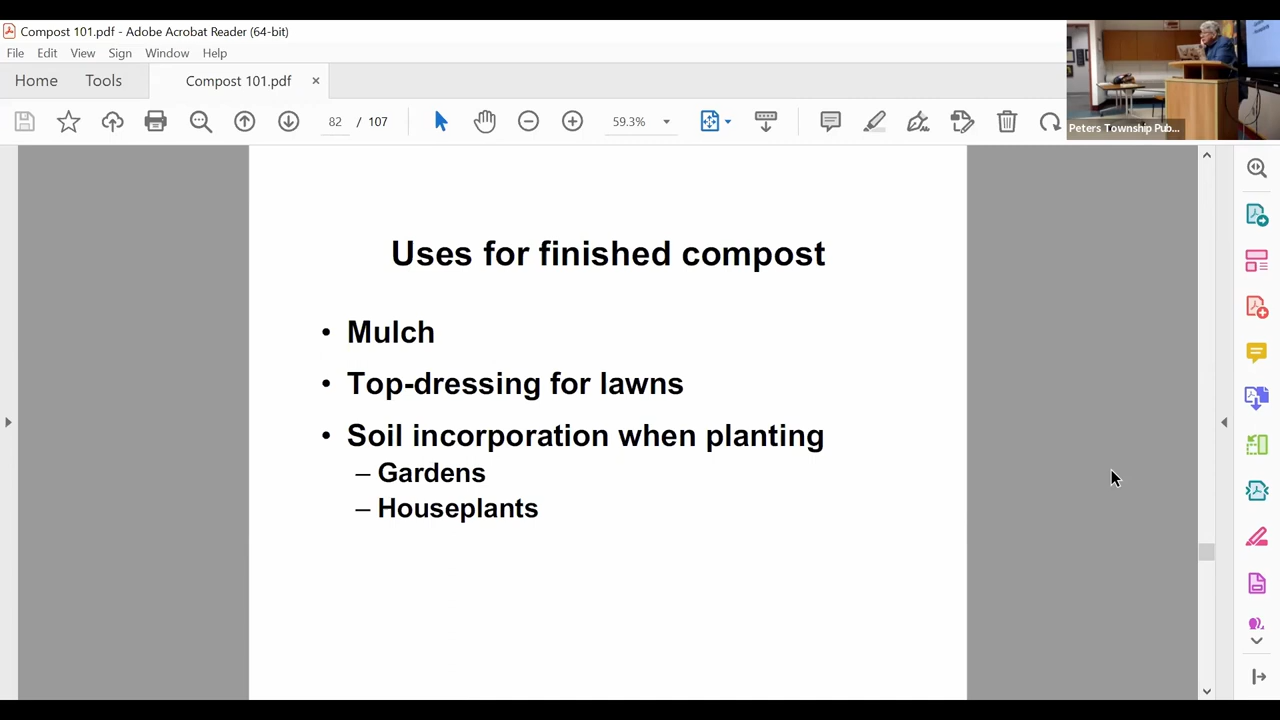 Compost 101.pdf - Adobe Acrobat Reader (64-bit)
File Edit View Sign Window Help
Home Tools Compost 101.pdf ×
82 / 107 59.3%
Peters Township Pub...
Uses for finished compost
• Mulch
• Top-dressing for lawns
• Soil incorporation when planting
– Gardens
– Houseplants